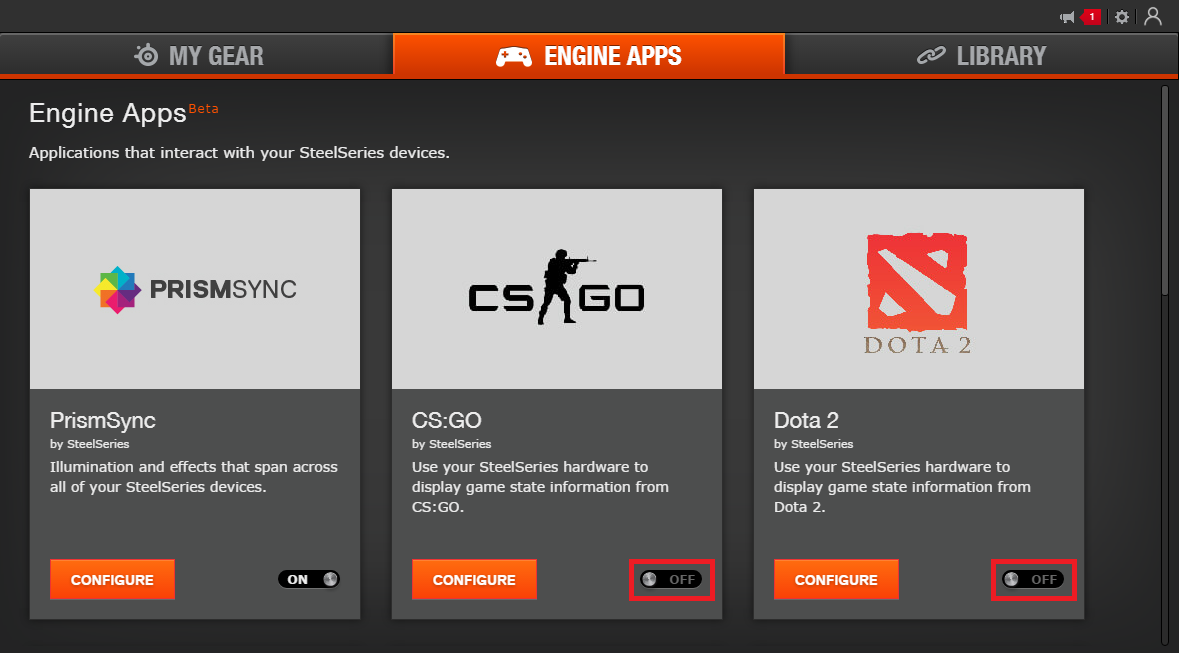 1
MY GEAR
ENGINE APPS
LIBRARY
Engine Apps Beta
Applications that interact with your SteelSeries devices.
PRISMSYNC
CS GO
DOTA 2
PrismSync
by SteelSeries
Illumination and effects that span across
all of your SteelSeries devices.
CONFIGURE
ON
CS:GO
by SteelSeries
Use your SteelSeries hardware to
display game state information from
CS:GO.
CONFIGURE
OFF
Dota 2
by SteelSeries
Use your SteelSeries hardware to
display game state information from
Dota 2.
CONFIGURE
OFF